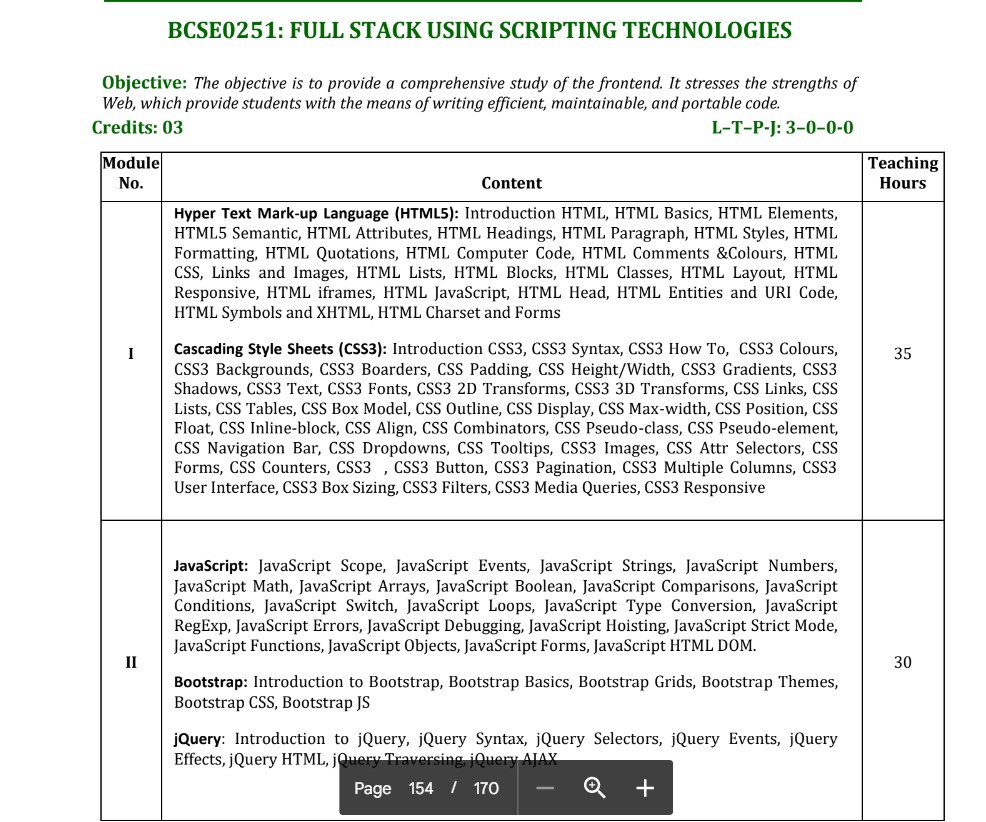 BCSE0251: FULL STACK USING SCRIPTING TECHNOLOGIES
Objective: The objective is to provide a comprehensive study of the frontend. It stresses the strengths of
Web, which provide students with the means of writing efficient, maintainable, and portable code.
Credits: 03 L–T–P-J: 3–0–0-0
Module No. Content Teaching Hours
Hyper Text Mark-up Language (HTML5): Introduction HTML, HTML Basics, HTML Elements,
HTML5 Semantic, HTML Attributes, HTML Headings, HTML Paragraph, HTML Styles, HTML
Formatting, HTML Quotations, HTML Computer Code, HTML Comments &Colours, HTML
CSS, Links and Images, HTML Lists, HTML Blocks, HTML Classes, HTML Layout, HTML
Responsive, HTML iframes, HTML JavaScript, HTML Head, HTML Entities and URI Code,
HTML Symbols and XHTML, HTML Charset and Forms
I Cascading Style Sheets (CSS3): Introduction CSS3, CSS3 Syntax, CSS3 How To, CSS3 Colours, 35
CSS3 Backgrounds, CSS3 Boarders, CSS Padding, CSS Height/Width, CSS3 Gradients, CSS3
Shadows, CSS3 Text, CSS3 Fonts, CSS3 2D Transforms, CSS3 3D Transforms, CSS Links, CSS
Lists, CSS Tables, CSS Box Model, CSS Outline, CSS Display, CSS Max-width, CSS Position, CSS
Float, CSS Inline-block, CSS Align, CSS Combinators, CSS Pseudo-class, CSS Pseudo-element,
CSS Navigation Bar, CSS Dropdowns, CSS Tooltips, CSS3 Images, CSS Attr Selectors, CSS
Forms, CSS Counters, CSS3 , CSS3 Button, CSS3 Pagination, CSS3 Multiple Columns, CSS3
User Interface, CSS3 Box Sizing, CSS3 Filters, CSS3 Media Queries, CSS3 Responsive
JavaScript: JavaScript Scope, JavaScript Events, JavaScript Strings, JavaScript Numbers,
JavaScript Math, JavaScript Arrays, JavaScript Boolean, JavaScript Comparisons, JavaScript
Conditions, JavaScript Switch, JavaScript Loops, JavaScript Type Conversion, JavaScript
RegExp, JavaScript Errors, JavaScript Debugging, JavaScript Hoisting, JavaScript Strict Mode,
JavaScript Functions, JavaScript Objects, JavaScript Forms, JavaScript HTML DOM.
II 30
Bootstrap: Introduction to Bootstrap, Bootstrap Basics, Bootstrap Grids, Bootstrap Themes,
Bootstrap CSS, Bootstrap JS
jQuery: Introduction to jQuery, jQuery Syntax, jQuery Selectors, jQuery Events, jQuery
Effects, jQuery HTML, jQuery Traversing, jQuery AJAX
Page 154 / 170